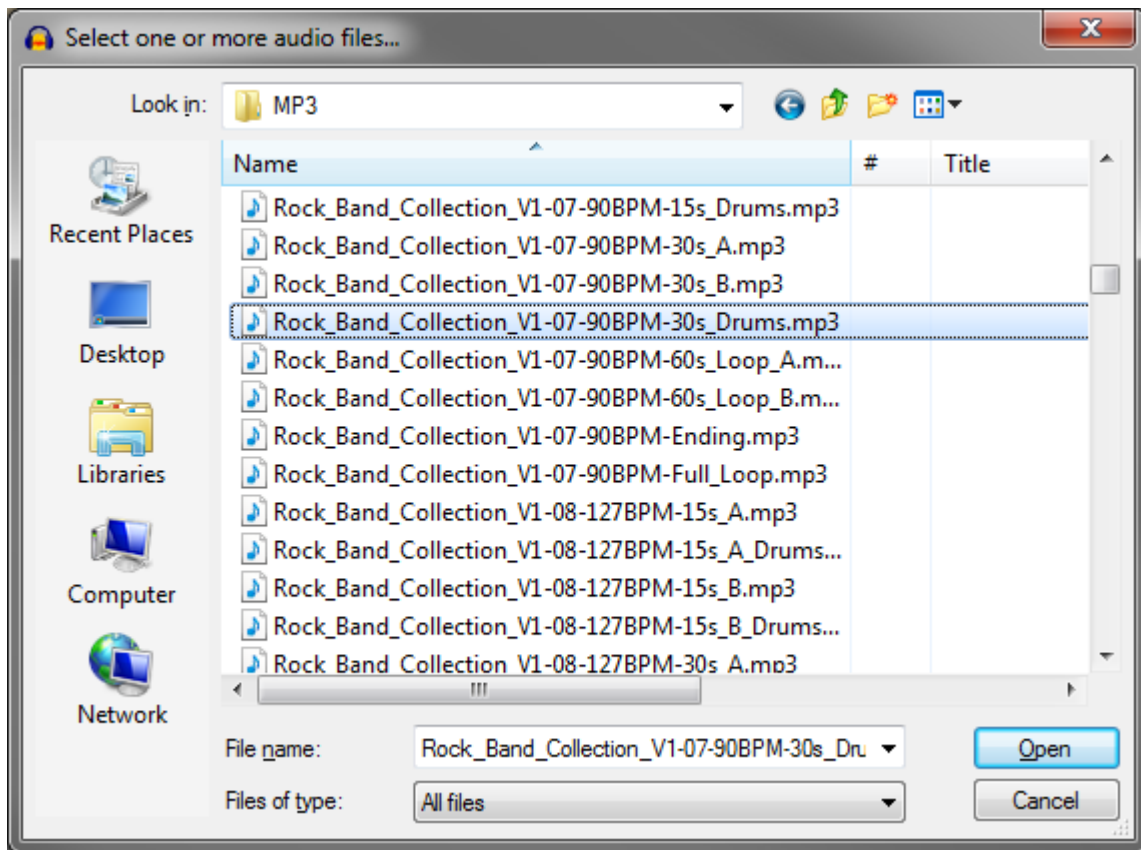 Select one or more audio files...
Look in:
MP3
Name
#
Title
Rock_Band_Collection_V1-07-90BPM-15s_Drums.mp3
Rock_Band_Collection_V1-07-90BPM-30s_A.mp3
Rock_Band_Collection_V1-07-90BPM-30s_B.mp3
Rock_Band_Collection_V1-07-90BPM-30s_Drums.mp3
Rock_Band_Collection_V1-07-90BPM-60s_Loop_A.m...
Rock_Band_Collection_V1-07-90BPM-60s_Loop_B.m...
Rock_Band_Collection_V1-07-90BPM-Ending.mp3
Rock_Band_Collection_V1-07-90BPM-Full_Loop.mp3
Rock_Band_Collection_V1-08-127BPM-15s_A.mp3
Rock_Band_Collection_V1-08-127BPM-15s_A_Drums...
Rock_Band_Collection_V1-08-127BPM-15s_B.mp3
Rock_Band_Collection_V1-08-127BPM-15s_B_Drums...
Rock_Band_Collection_V1-08-127BPM-30s_A.mp3
Recent Places
Desktop
Libraries
Computer
Network
File name:
Rock_Band_Collection_V1-07-90BPM-30s_Dru
Open
Files of type:
All files
Cancel